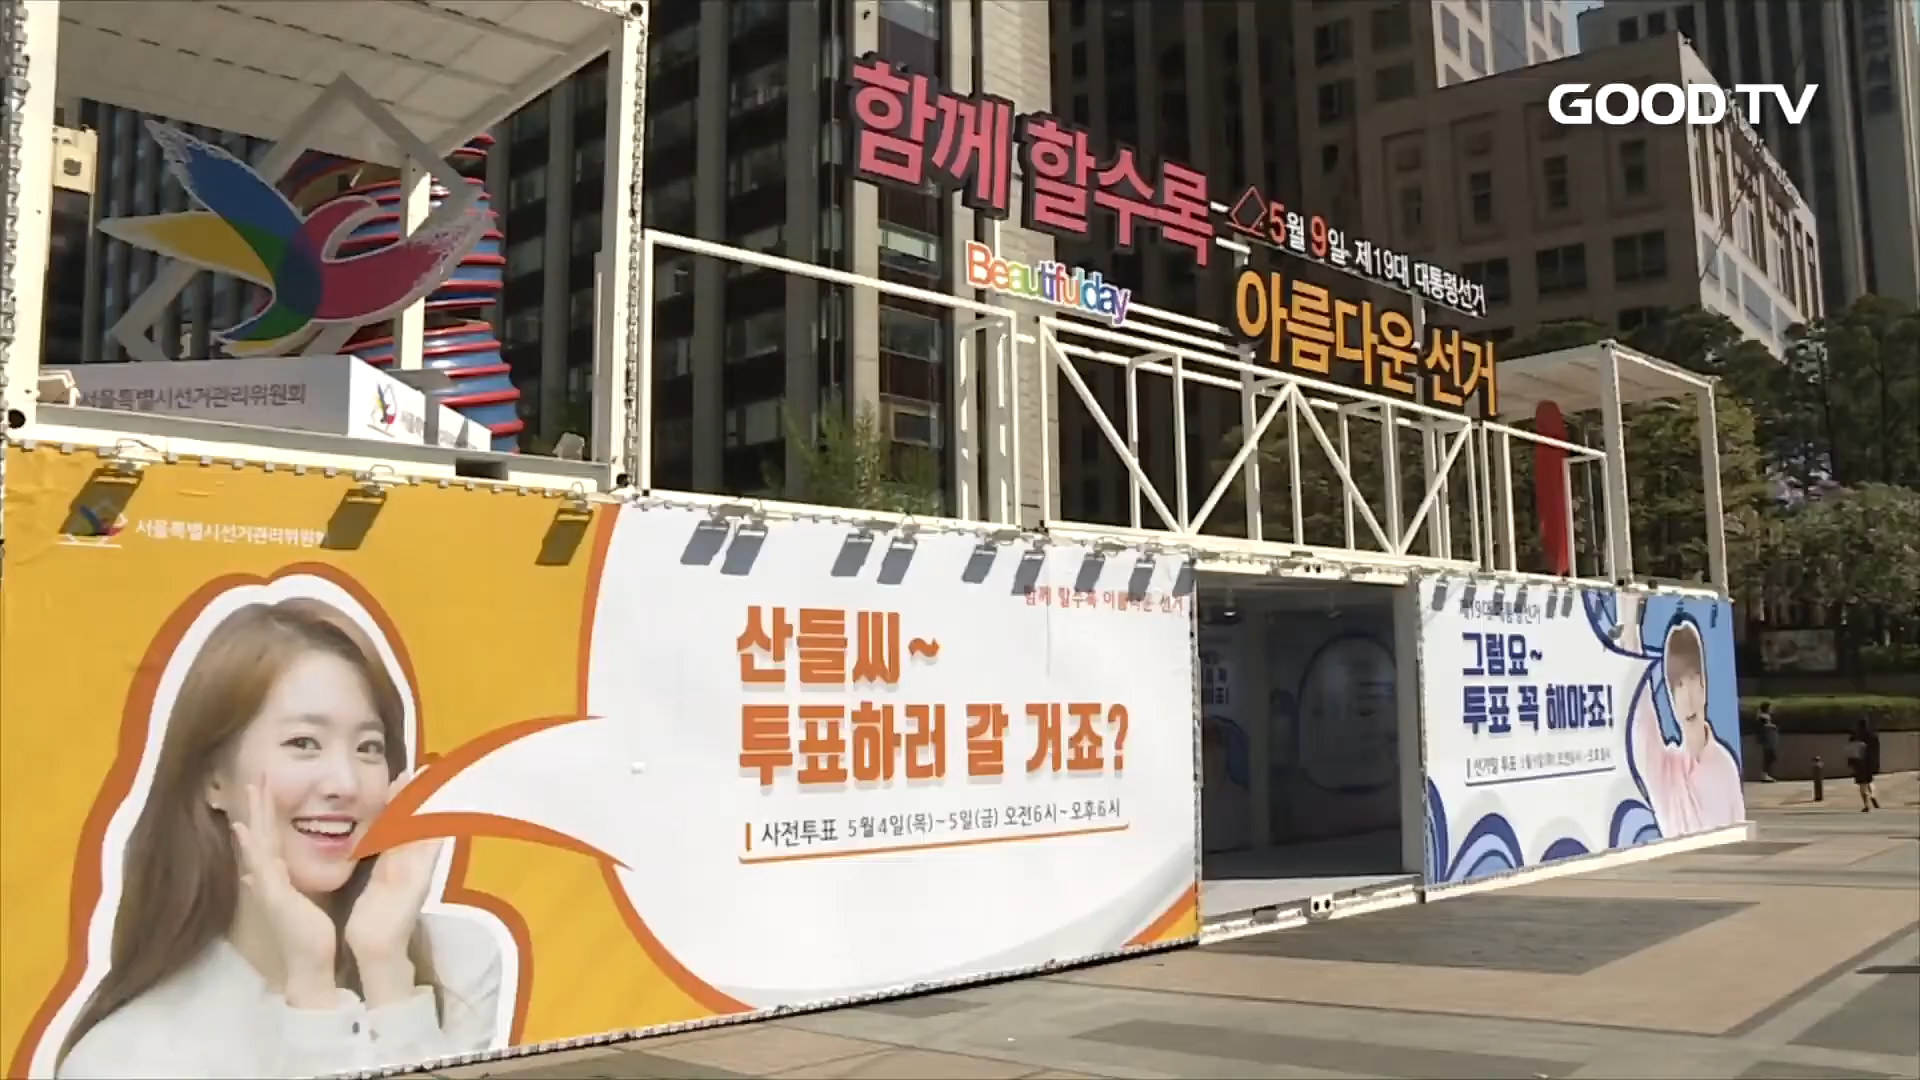 GOOD TV
함께 할수록
5월 9일 제19대 대통령선거
Beautifulday
아름다운 선거
서울특별시선거관리위원회
서울특별시선거관리위원회
함께 할수록 아름다운 선거
산들씨~
투표하러 갈 거죠?
사전투표 5월4일(목)~5일(금) 오전6시~오후6시
제19대 대통령선거
그럼요~
투표 꼭 해야죠!
선거일 투표